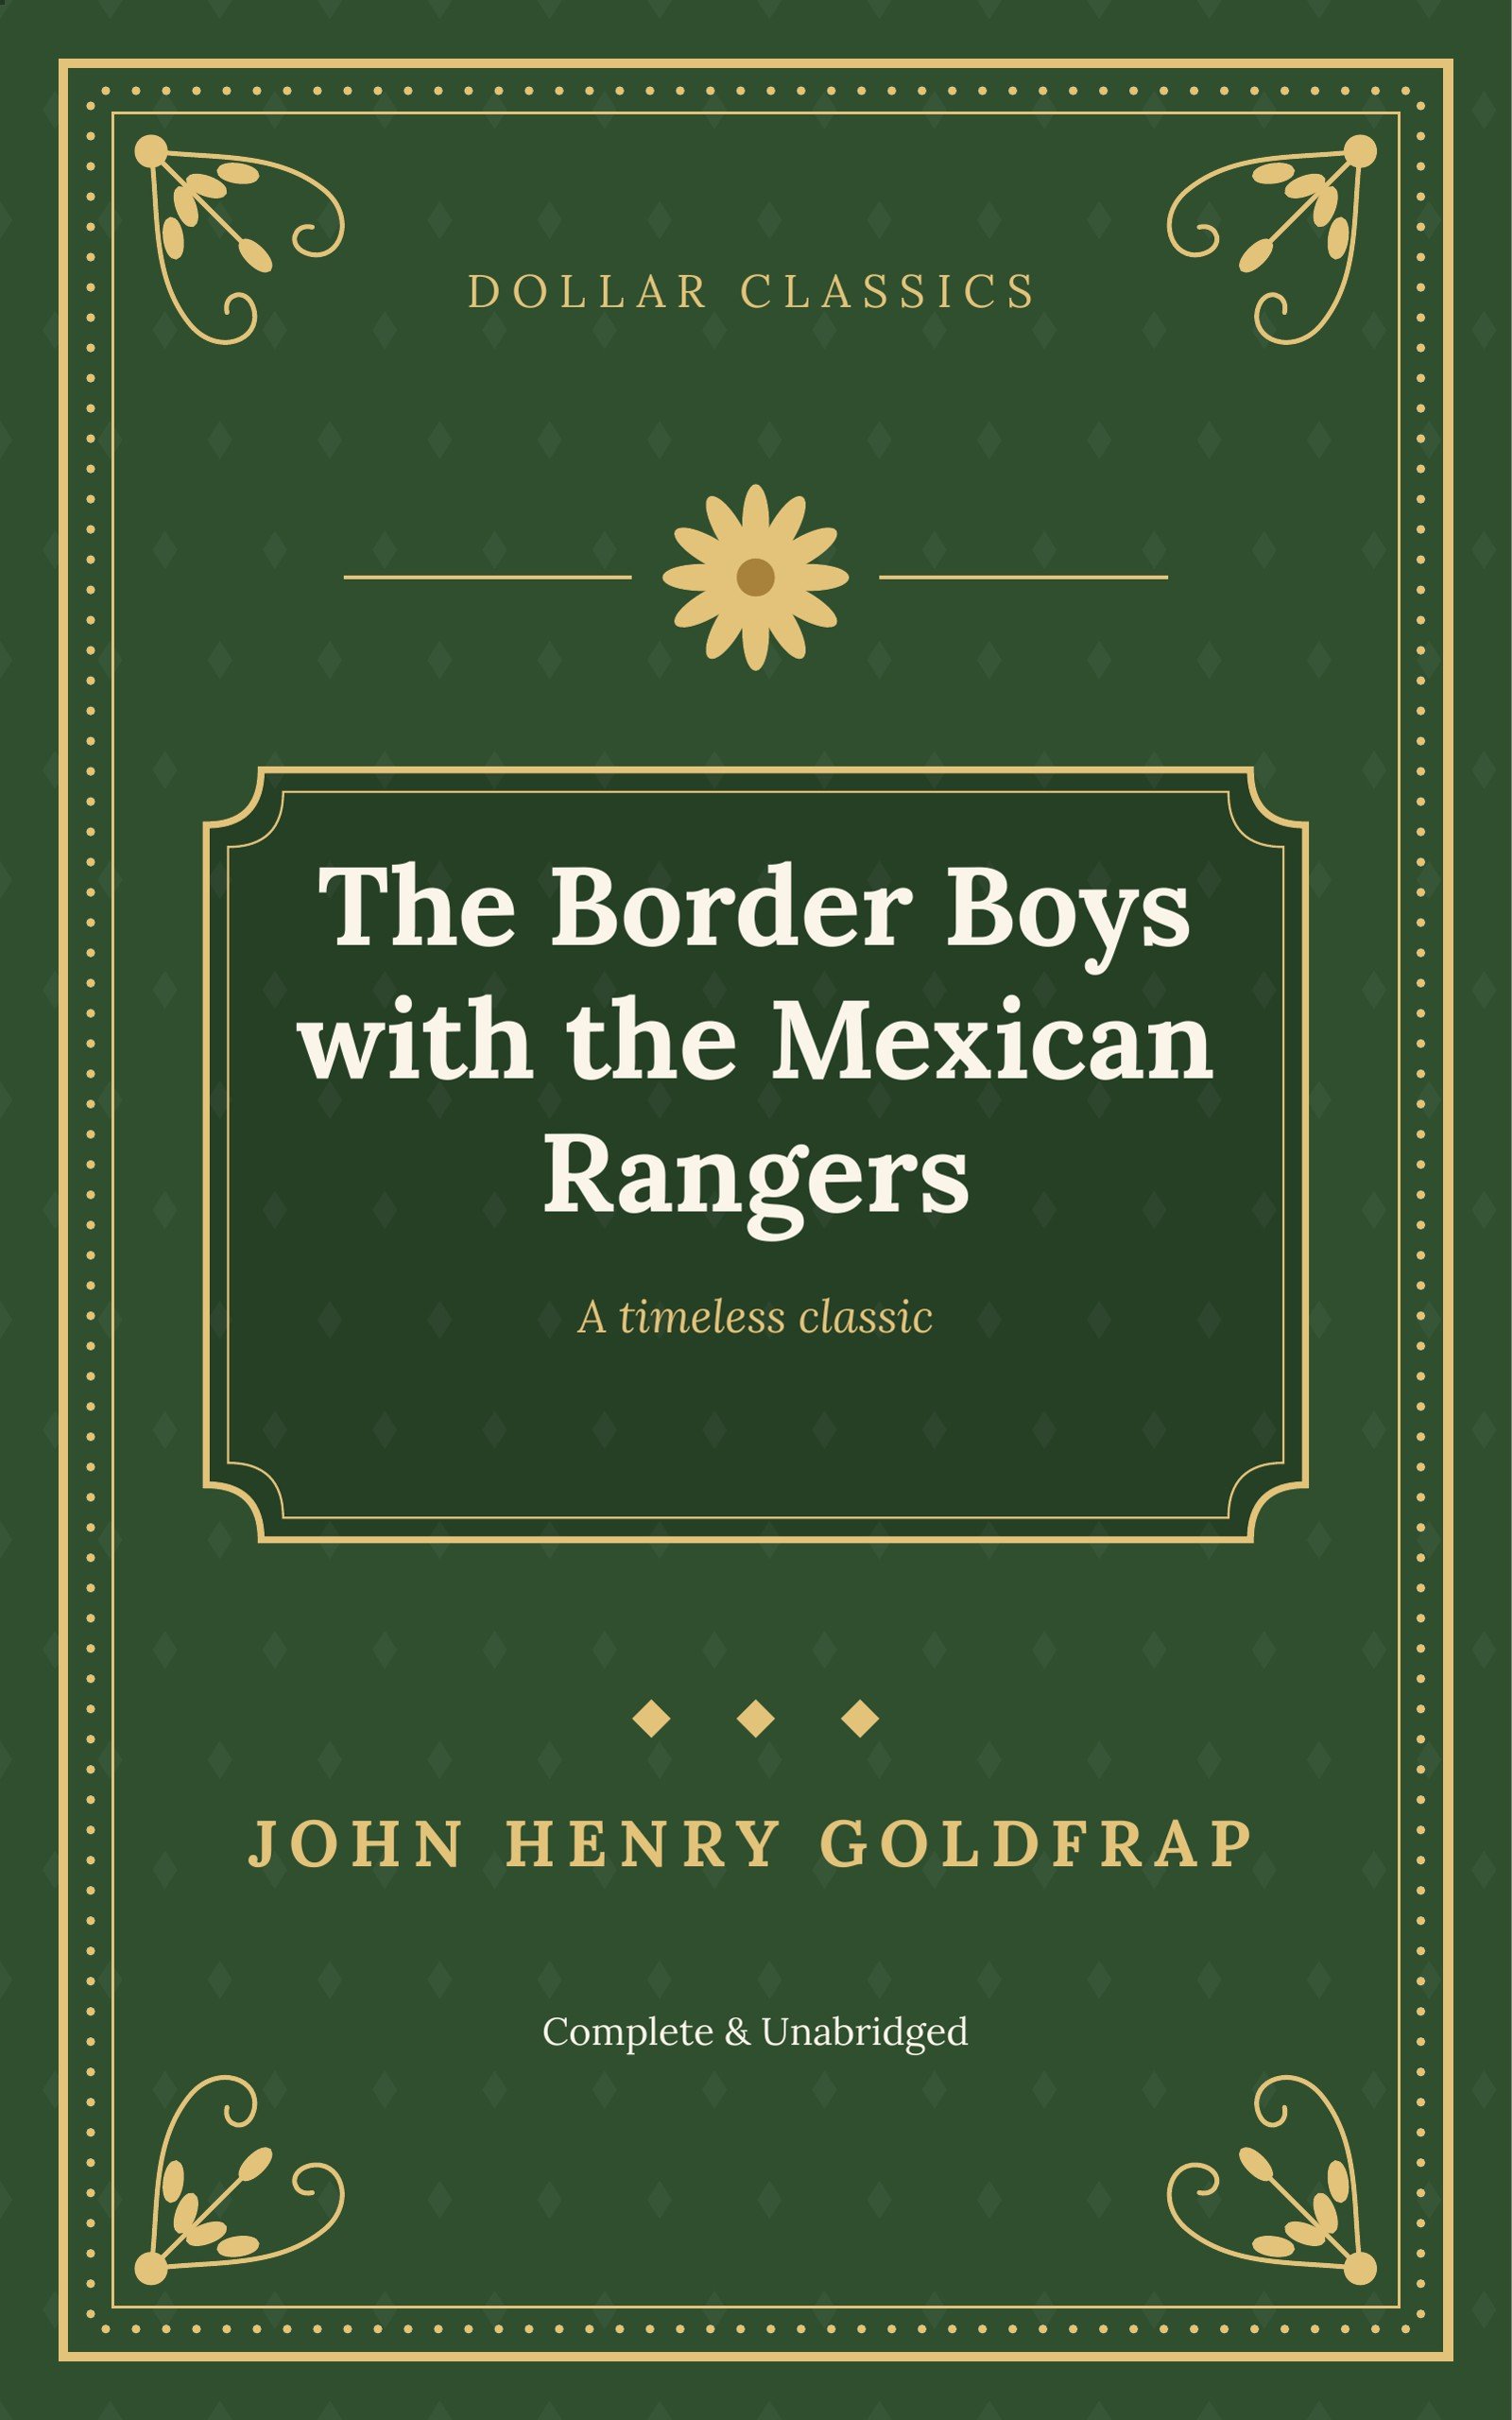 DOLLAR CLASSICS
The Border Boys
with the Mexican
Rangers
A timeless classic
JOHN HENRY GOLDFRAP
Complete & Unabridged